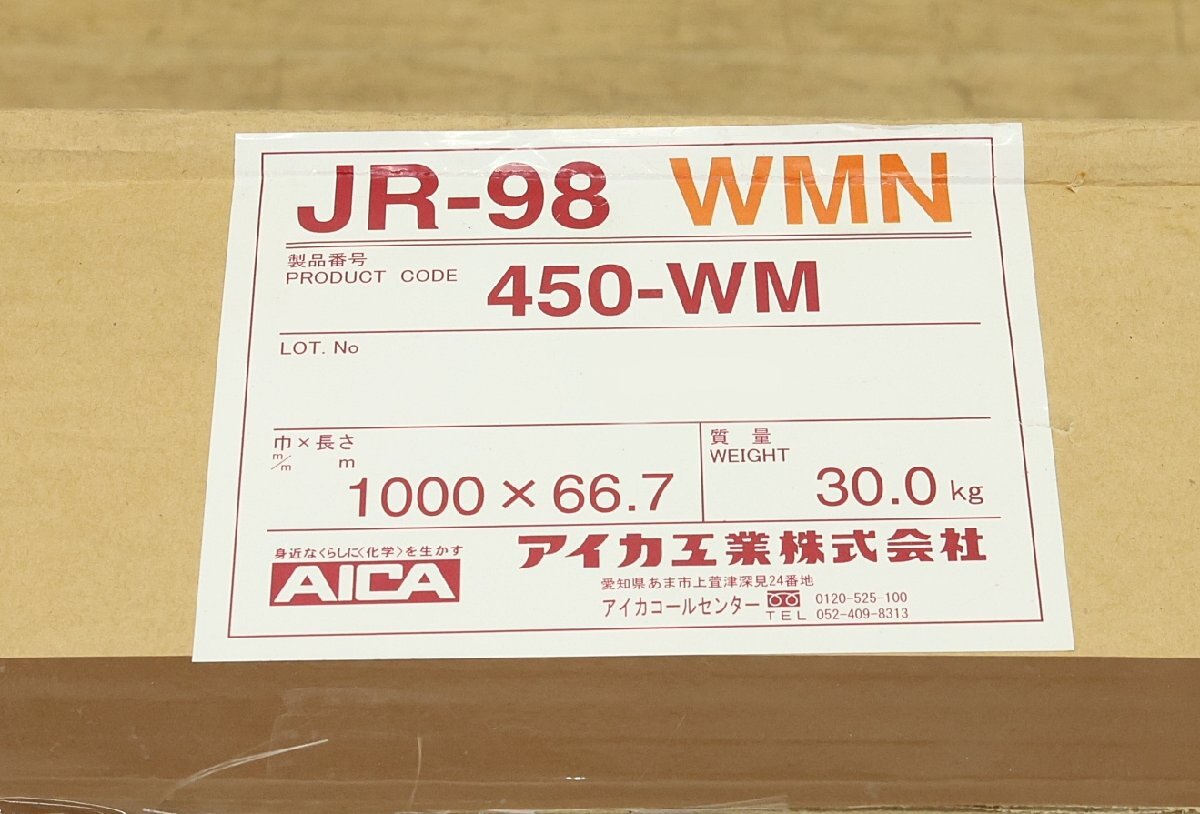 JR-98 WMN
製品番号
PRODUCT CODE
450-WM
LOT. No
巾×長さ
m/m m
1000×66.7
質 量
WEIGHT
30.0 kg
身近なくらしに〈化学〉を生かす
AICA
アイカ工業株式会社
愛知県あま市上萱津深見24番地
アイカコールセンター 0120-525-100
TEL 052-409-8313